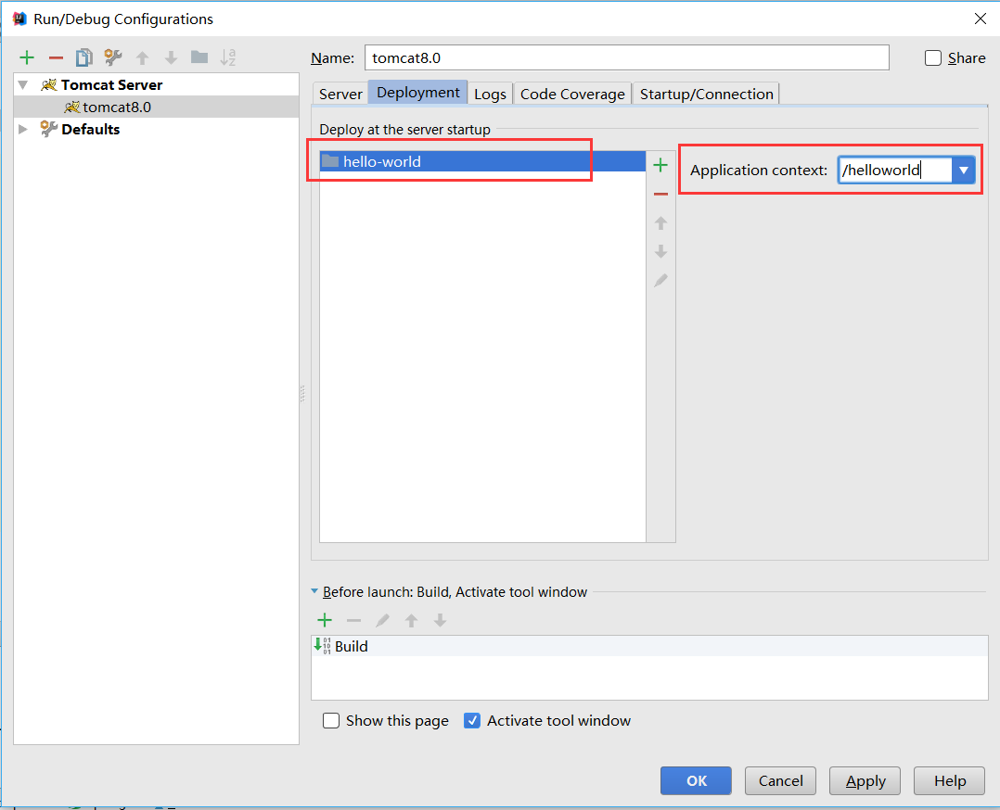 Run/Debug Configurations
Name: tomcat8.0 Share
Tomcat Server
tomcat8.0
Defaults
Server Deployment Logs Code Coverage Startup/Connection
Deploy at the server startup
hello-world
Application context: /helloworld
Before launch: Build, Activate tool window
Build
Show this page Activate tool window
OK Cancel Apply Help